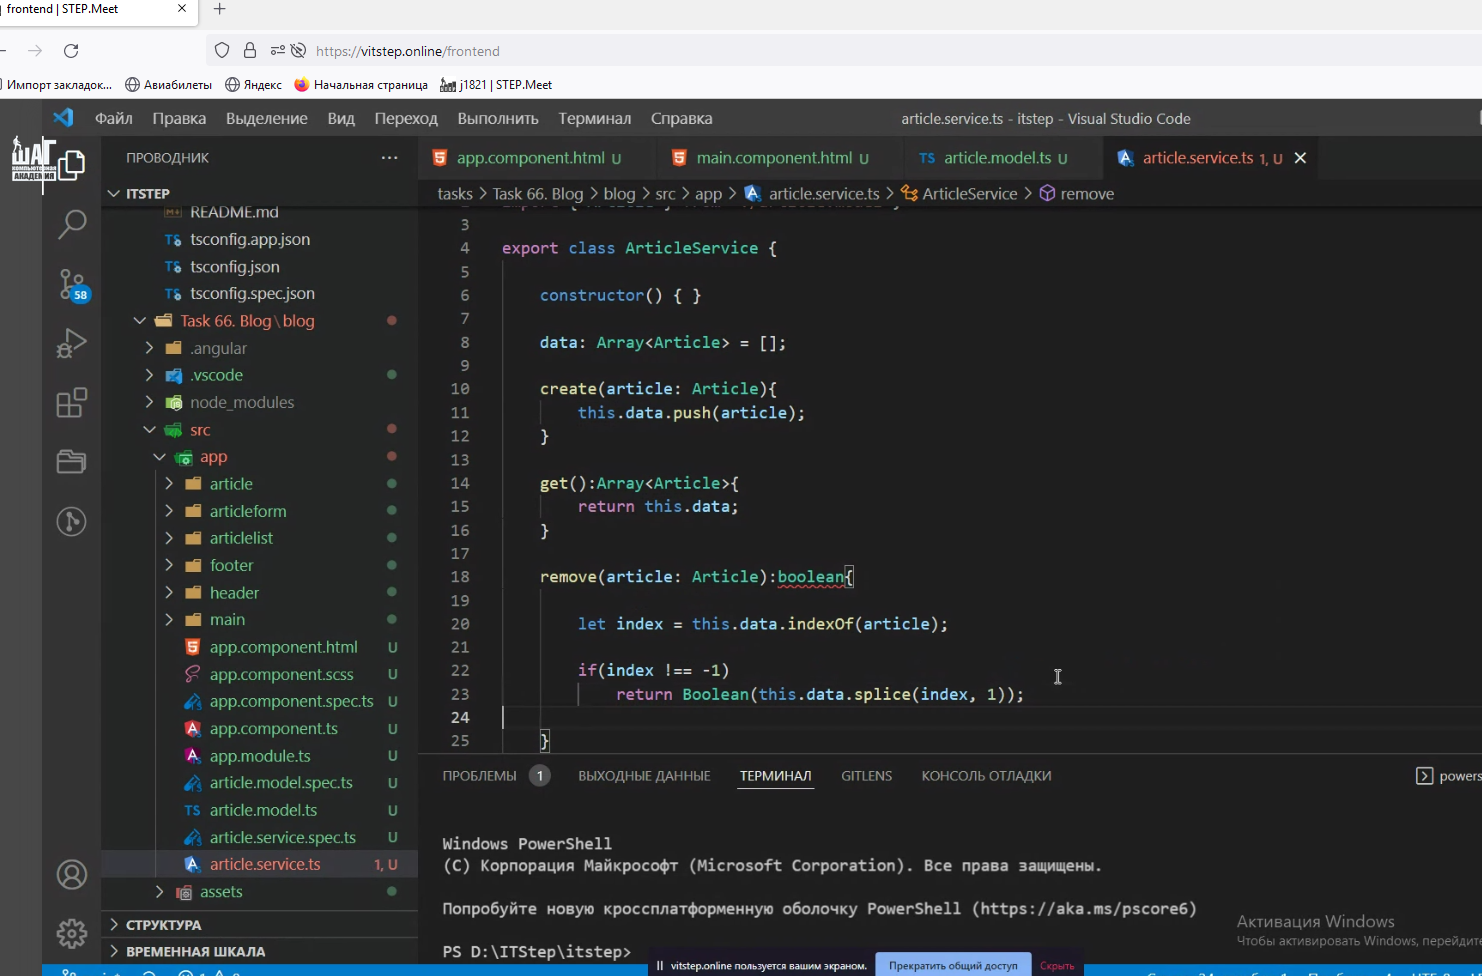 frontend | STEP.Meet
https://vitstep.online/frontend
Импорт закладок...
Авиабилеты
Яндекс
Начальная страница
j1821 | STEP.Meet
Файл Правка Выделение Вид Переход Выполнить Терминал Справка
article.service.ts - itstep - Visual Studio Code
ШАГ
КОМПЬЮТЕРНАЯ
АКАДЕМИЯ
ПРОВОДНИК ...
app.component.html U
main.component.html U
TS article.model.ts U
article.service.ts 1, U
tasks > Task 66. Blog > blog > src > app > article.service.ts > ArticleService > remove
ITSTEP
README.md
tsconfig.app.json
tsconfig.json
tsconfig.spec.json
Task 66. Blog \ blog
.angular
.vscode
node_modules
src
app
article
articleform
articlelist
footer
header
main
app.component.html U
app.component.scss U
app.component.spec.ts U
app.component.ts U
app.module.ts U
article.model.spec.ts U
TS article.model.ts U
article.service.spec.ts U
article.service.ts 1, U
assets
СТРУКТУРА
ВРЕМЕННАЯ ШКАЛА
58
3
4 export class ArticleService {
5
6 constructor() { }
7
8 data: Array<Article> = [];
9
10 create(article: Article){
11 this.data.push(article);
12 }
13
14 get():Array<Article>{
15 return this.data;
16 }
17
18 remove(article: Article):boolean{
19
20 let index = this.data.indexOf(article);
21
22 if(index !== -1)
23 return Boolean(this.data.splice(index, 1));
24
25 }
ПРОБЛЕМЫ 1 ВЫХОДНЫЕ ДАННЫЕ ТЕРМИНАЛ GITLENS КОНСОЛЬ ОТЛАДКИ
powers
Windows PowerShell
(C) Корпорация Майкрософт (Microsoft Corporation). Все права защищены.
Попробуйте новую кроссплатформенную оболочку PowerShell (https://aka.ms/pscore6)
PS D:\ITStep\itstep>
Активация Windows
Чтобы активировать Windows, перейдите
vitstep.online пользуется вашим экраном.
Прекратить общий доступ
Скрыть